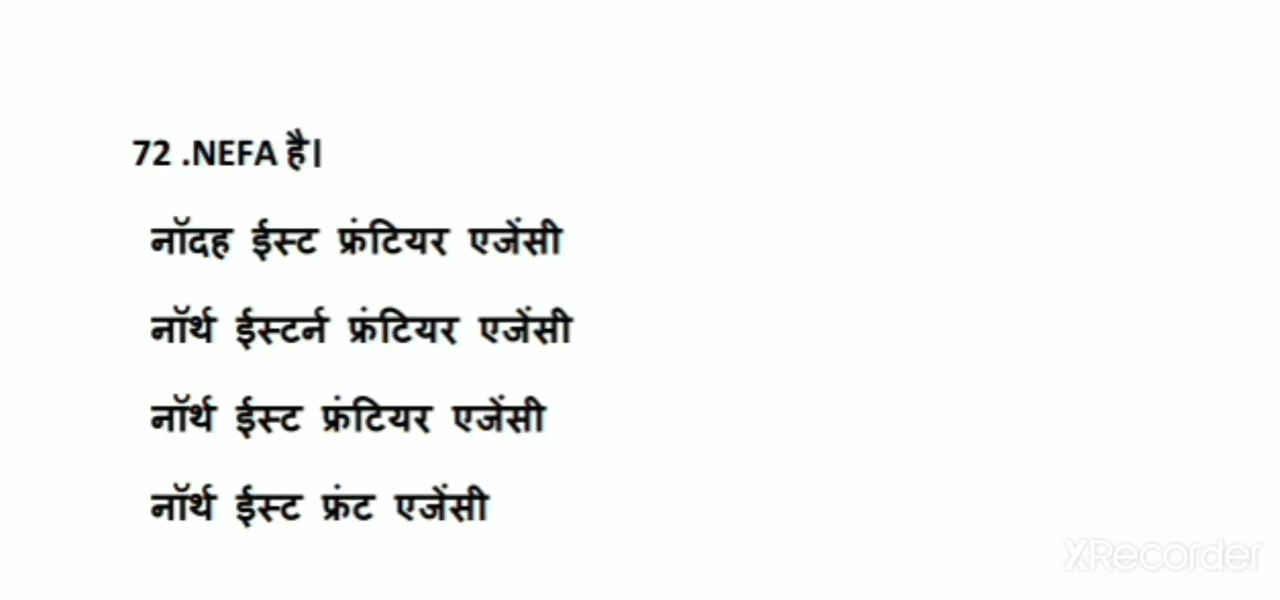 72 .NEFA है।
नॉदह ईस्ट फ्रंटियर एजेंसी
नॉर्थ ईस्टर्न फ्रंटियर एजेंसी
नॉर्थ ईस्ट फ्रंटियर एजेंसी
नॉर्थ ईस्ट फ्रंट एजेंसी
XRecorder